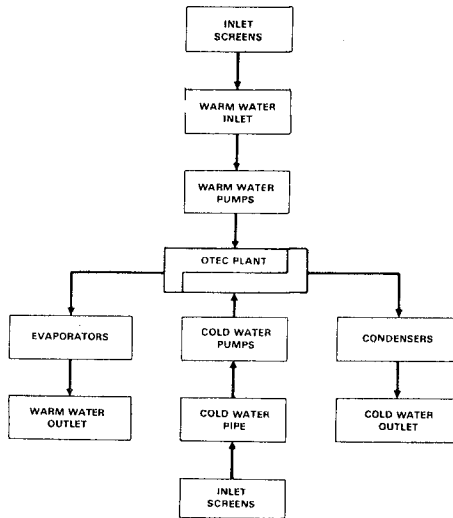 INLET
SCREENS
WARM WATER
INLET
WARM WATER
PUMPS
OTEC PLANT
EVAPORATORS
COLD WATER
PUMPS
CONDENSERS
WARM WATER
OUTLET
COLD WATER
PIPE
COLD WATER
OUTLET
INLET
SCREENS